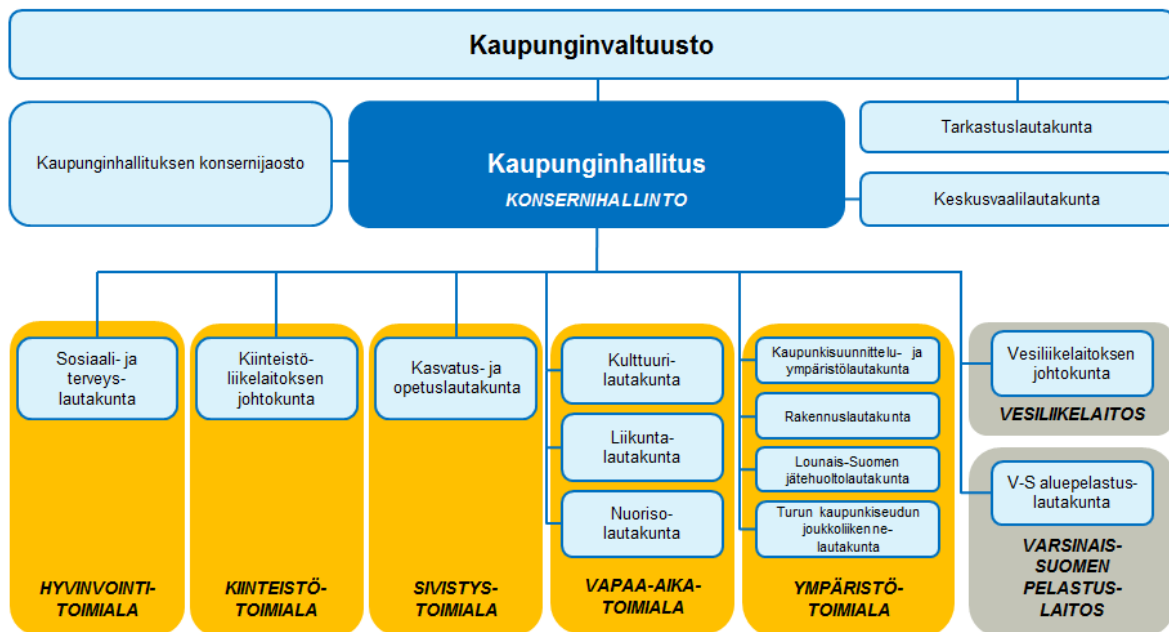 Kaupunginvaltuusto
Kaupunginhallituksen konsernijaosto
Kaupunginhallitus
KONSERNIHALLINTO
Tarkastuslautakunta
Keskusvaalilautakunta
Sosiaali- ja
terveys-
lautakunta
HYVINVOINTI-
TOIMIALA
Kiinteistö-
liikelaitoksen
johtokunta
KIINTEISTÖ-
TOIMIALA
Kasvatus- ja
opetuslautakunta
SIVISTYS-
TOIMIALA
Kulttuuri-
lautakunta
Liikunta-
lautakunta
Nuoriso-
lautakunta
VAPAA-AIKA-
TOIMIALA
Kaupunkisuunnittelu- ja
ympäristölautakunta
Rakennuslautakunta
Lounais-Suomen
jätehuoltolautakunta
Turun kaupunkiseudun
joukkoliikenne-
lautakunta
YMPÄRISTÖ-
TOIMIALA
Vesiliikelaitoksen
johtokunta
VESILIIKELAITOS
V-S aluepelastus-
lautakunta
VARSINAIS-
SUOMEN
PELASTUS-
LAITOS